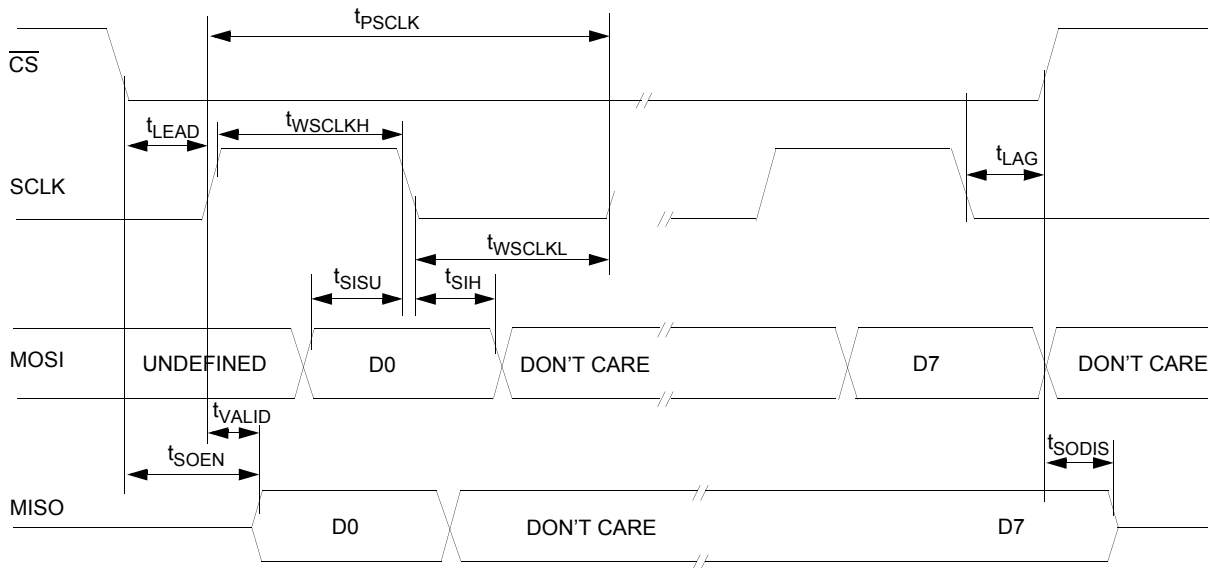 tPSCLK
CS
tLEAD
tWSCLKH
tLAG
SCLK
tWSCLKL
tSISU
tSIH
MOSI
UNDEFINED
D0
DON'T CARE
D7
DON'T CARE
tVALID
tSOEN
tSODIS
MISO
D0
DON'T CARE
D7